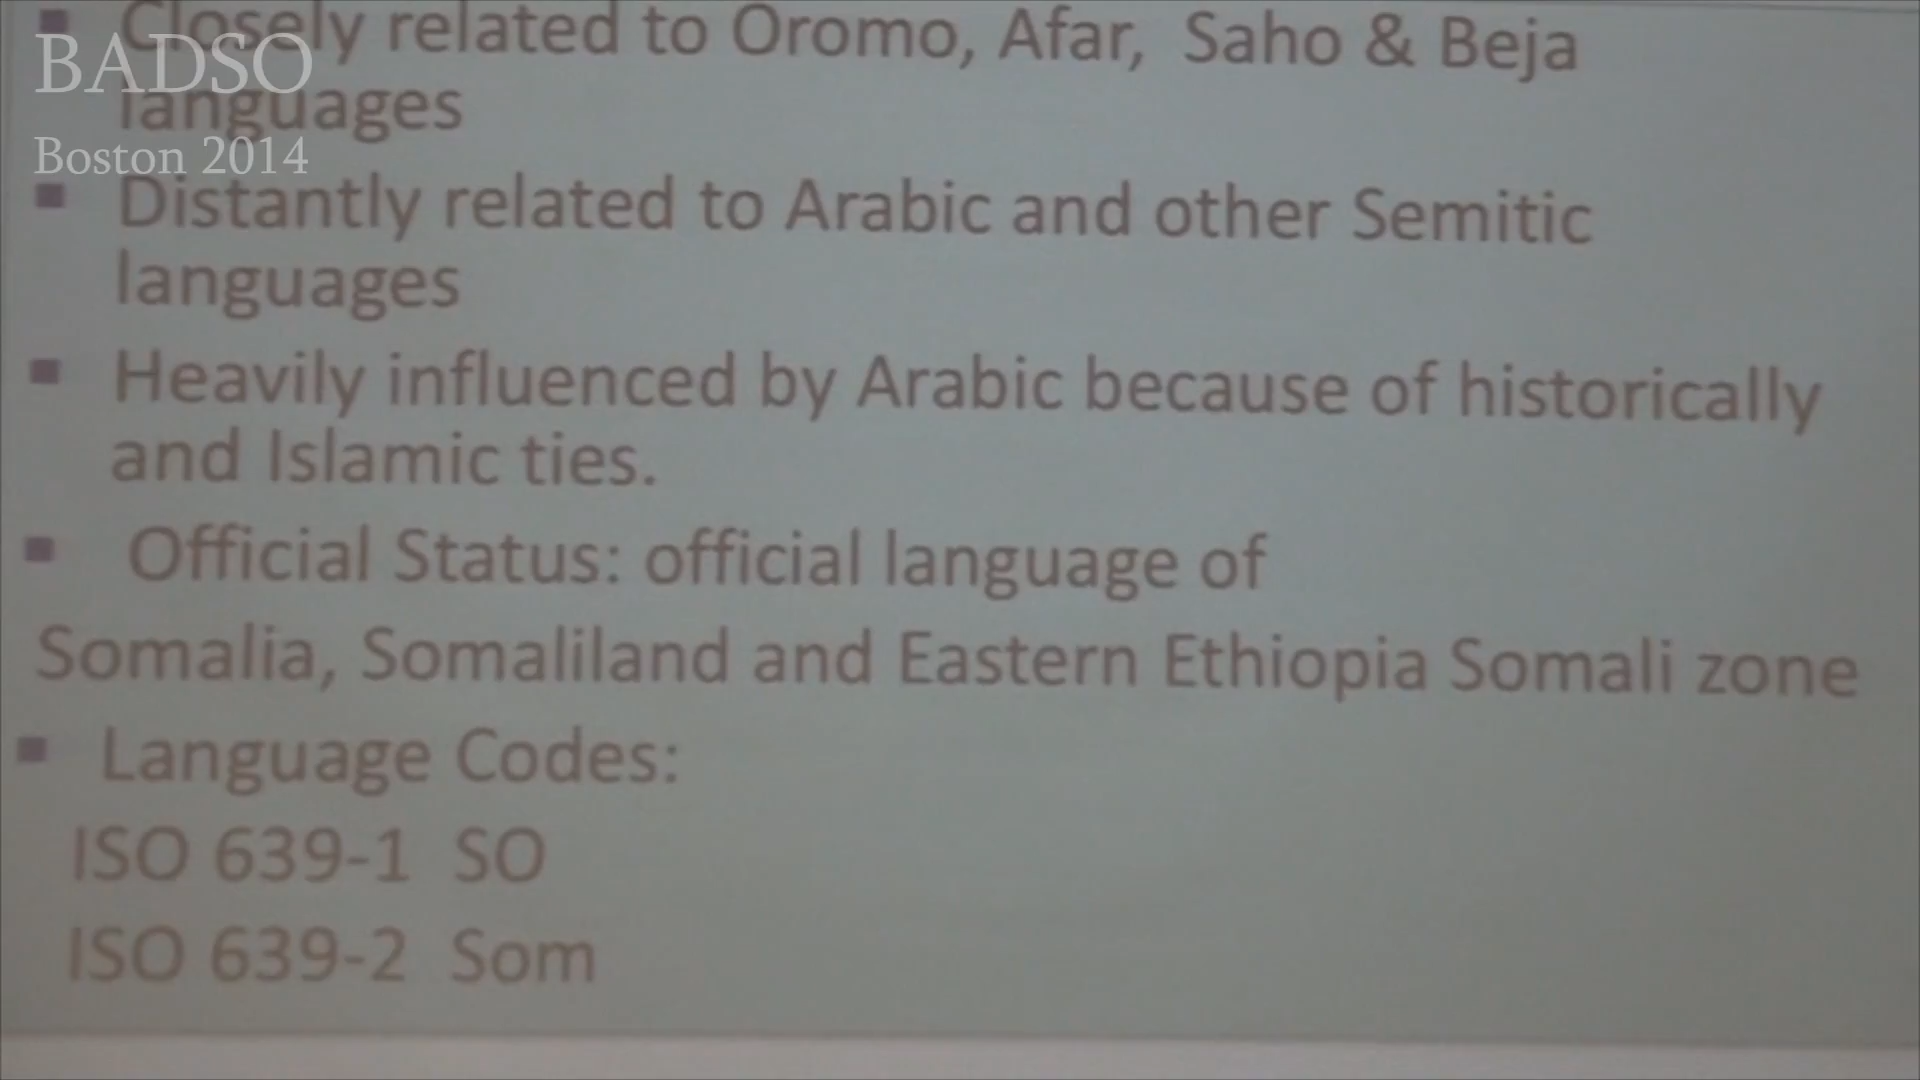 ▪ Closely related to Oromo, Afar, Saho & Beja
BADSO
languages
Boston 2014
▪ Distantly related to Arabic and other Semitic
languages
▪ Heavily influenced by Arabic because of historically
and Islamic ties.
▪ Official Status: official language of
Somalia, Somaliland and Eastern Ethiopia Somali zone
▪ Language Codes:
ISO 639-1 SO
ISO 639-2 Som